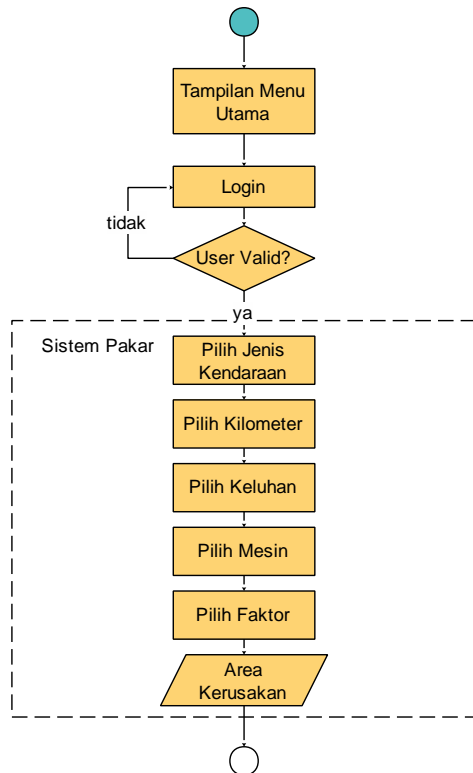 Tampilan Menu
Utama
Login
tidak
User Valid?
ya
Sistem Pakar
Pilih Jenis
Kendaraan
Pilih Kilometer
Pilih Keluhan
Pilih Mesin
Pilih Faktor
Area
Kerusakan